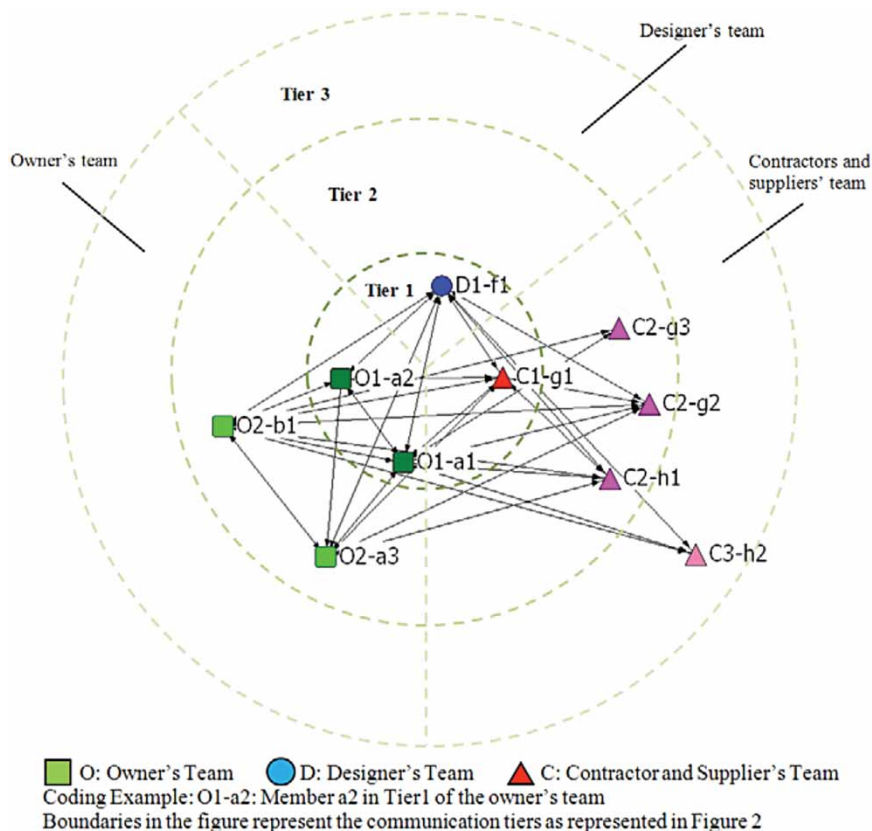 Designer's team
Tier 3
Owner's team
Contractors and
suppliers' team
Tier 2
Tier 1
D1-f1
C2-g3
O1-a2
C1-g1
C2-g2
O2-b1
O1-a1
C2-h1
O2-a3
C3-h2
O: Owner's Team D: Designer's Team C: Contractor and Supplier's Team
Coding Example: O1-a2: Member a2 in Tier1 of the owner's team
Boundaries in the figure represent the communication tiers as represented in Figure 2